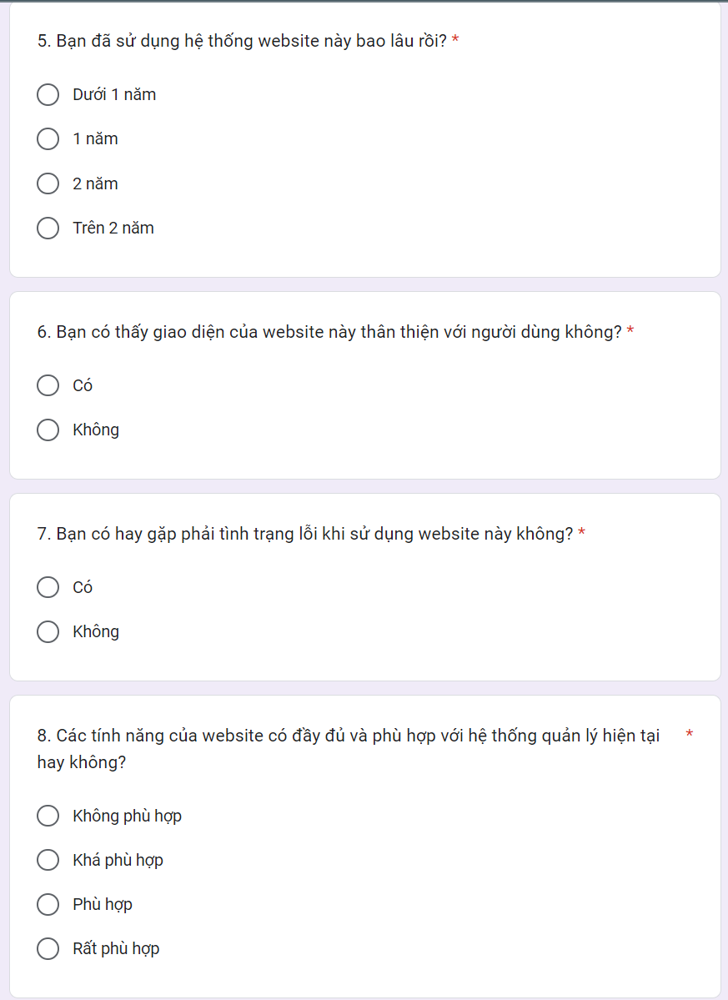 5. Bạn đã sử dụng hệ thống website này bao lâu rồi? *
Dưới 1 năm
1 năm
2 năm
Trên 2 năm
6. Bạn có thấy giao diện của website này thân thiện với người dùng không? *
Có
Không
7. Bạn có hay gặp phải tình trạng lỗi khi sử dụng website này không? *
Có
Không
8. Các tính năng của website có đầy đủ và phù hợp với hệ thống quản lý hiện tại *
hay không?
Không phù hợp
Khá phù hợp
Phù hợp
Rất phù hợp